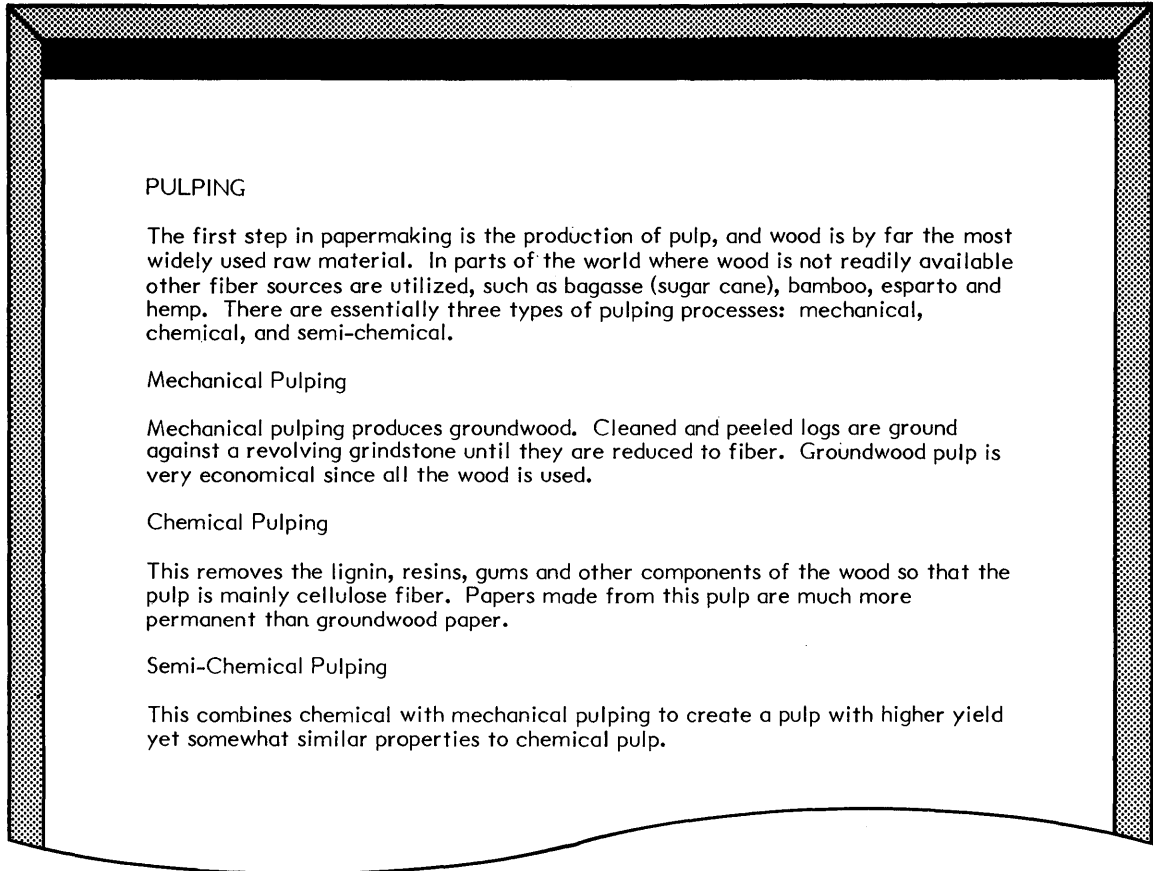 PULPING
The first step in papermaking is the production of pulp, and wood is by far the most
widely used raw material. In parts of the world where wood is not readily available
other fiber sources are utilized, such as bagasse (sugar cane), bamboo, esparto and
hemp. There are essentially three types of pulping processes: mechanical,
chemical, and semi-chemical.
Mechanical Pulping
Mechanical pulping produces groundwood. Cleaned and peeled logs are ground
against a revolving grindstone until they are reduced to fiber. Groundwood pulp is
very economical since all the wood is used.
Chemical Pulping
This removes the lignin, resins, gums and other components of the wood so that the
pulp is mainly cellulose fiber. Papers made from this pulp are much more
permanent than groundwood paper.
Semi-Chemical Pulping
This combines chemical with mechanical pulping to create a pulp with higher yield
yet somewhat similar properties to chemical pulp.